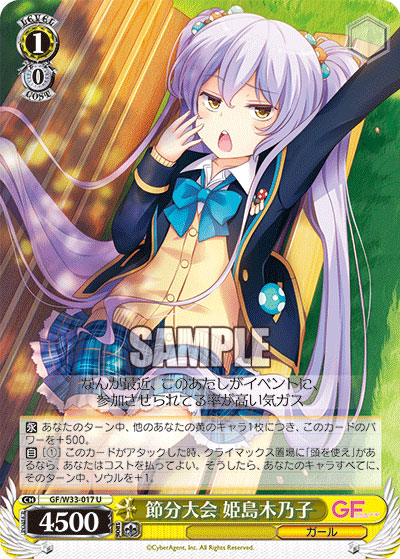 LEVEL
1
0
COST
SAMPLE
なんか最近、このあたしがイベントに、
参加させられてる率が高い気ガス
永 あなたのターン中、他のあなたの黄のキャラ1枚につき、このカードのパ
ワーを+500。
自 [①] このカードがアタックした時、クライマックス置場に「頭を使え」があ
るなら、あなたはコストを払ってよい。そうしたら、あなたのキャラすべてに、
そのターン中、ソウルを+1。
CH GF/W33-017 U
4500
節分大会 姫島木乃子
GF
ガール
©CyberAgent, Inc. All Rights Reserved.